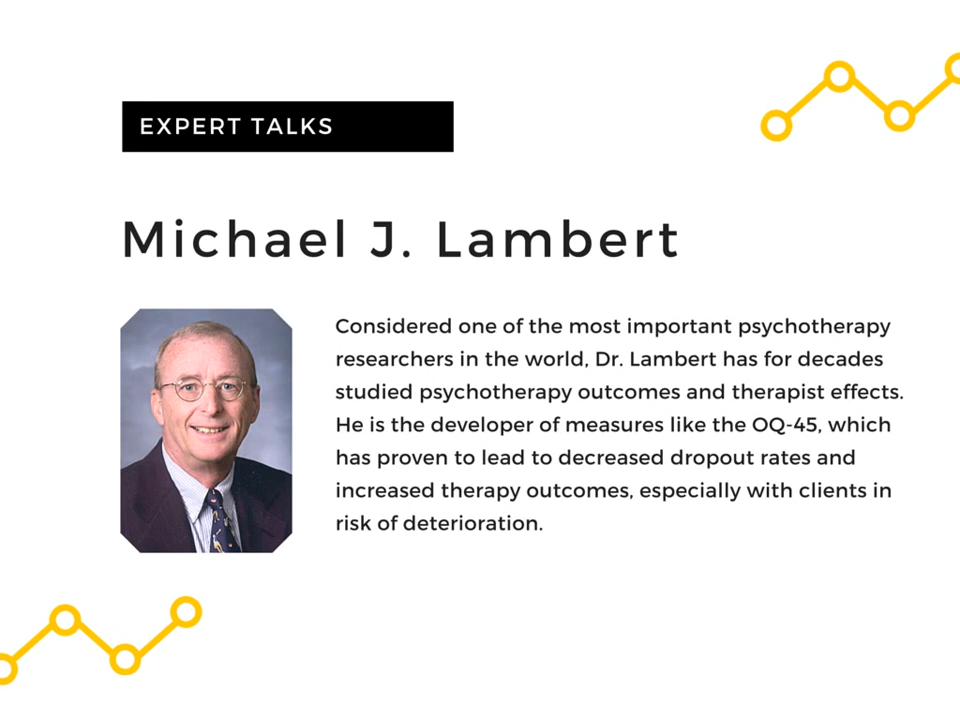 EXPERT TALKS
Michael J. Lambert
Considered one of the most important psychotherapy
researchers in the world, Dr. Lambert has for decades
studied psychotherapy outcomes and therapist effects.
He is the developer of measures like the OQ-45, which
has proven to lead to decreased dropout rates and
increased therapy outcomes, especially with clients in
risk of deterioration.